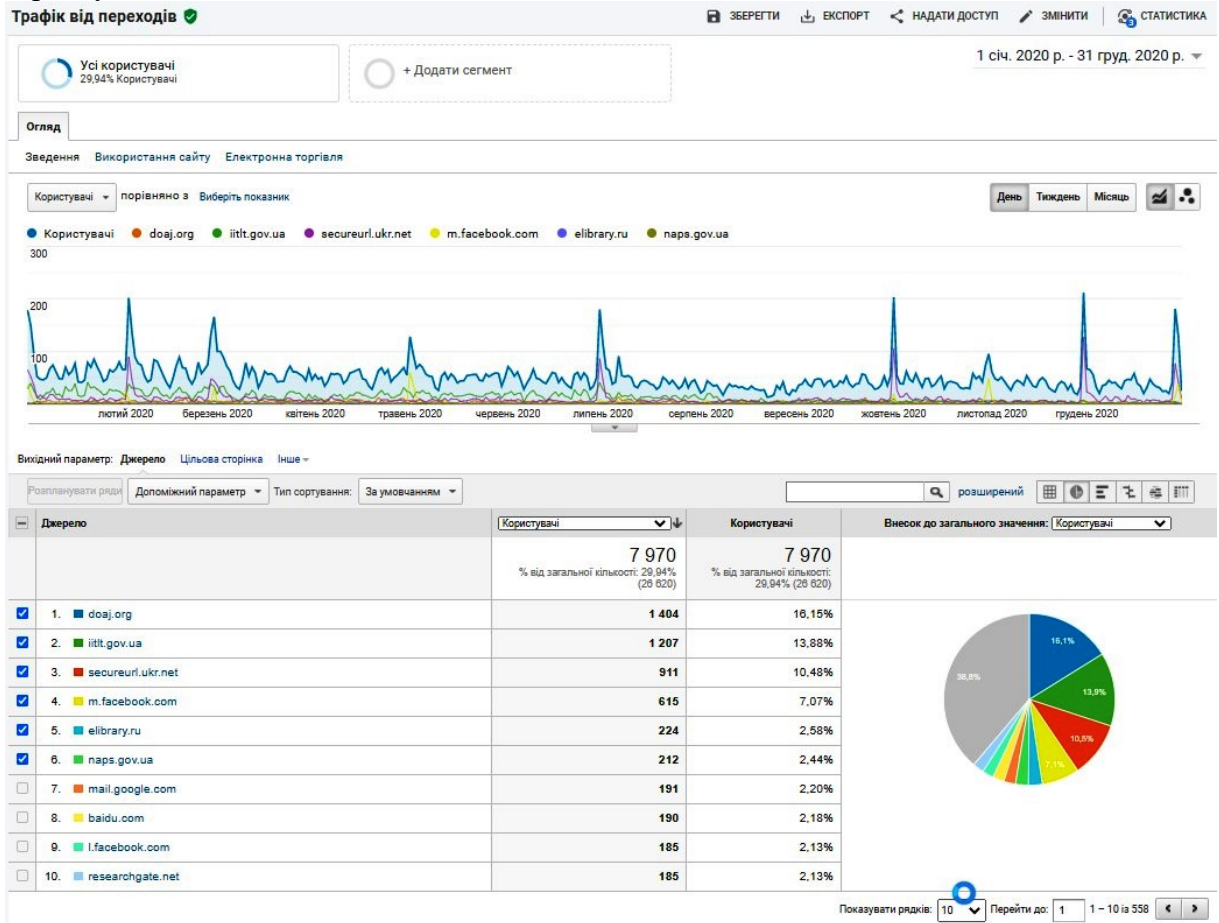 Трафік від переходів
ЗБЕРЕГТИ ЕКСПОРТ НАДАТИ ДОСТУП ЗМІНИТИ 3 СТАТИСТИКА
Усі користувачі
29,94% Користувачі
+ Додати сегмент
1 січ. 2020 р. - 31 груд. 2020 р.
Огляд
Зведення Використання сайту Електронна торгівля
Користувачі порівняно з Виберіть показник
День Тиждень Місяць
Користувачі doaj.org iitlt.gov.ua secureurl.ukr.net m.facebook.com elibrary.ru naps.gov.ua
300
200
100
лютий 2020 березень 2020 квітень 2020 травень 2020 червень 2020 липень 2020 серпень 2020 вересень 2020 жовтень 2020 листопад 2020 грудень 2020
Вихідний параметр: Джерело Цільова сторінка Інше
Розпланувати ряди Допоміжний параметр Тип сортування: За умовчанням розширений
Джерело Користувачі Користувачі Внесок до загального значення: Користувачі
7 970 7 970
% від загальної кількості: 29,94% (26 620) % від загальної кількості: 29,94% (26 620)
1. doaj.org 1 404 16,15%
2. iitlt.gov.ua 1 207 13,88%
3. secureurl.ukr.net 911 10,48%
4. m.facebook.com 615 7,07%
5. elibrary.ru 224 2,58%
6. naps.gov.ua 212 2,44%
7. mail.google.com 191 2,20%
8. baidu.com 190 2,18%
9. l.facebook.com 185 2,13%
10. researchgate.net 185 2,13%
16,1%
13,9%
10,5%
7,1%
38,8%
Показувати рядків: 10 Перейти до: 1 1 – 10 із 558